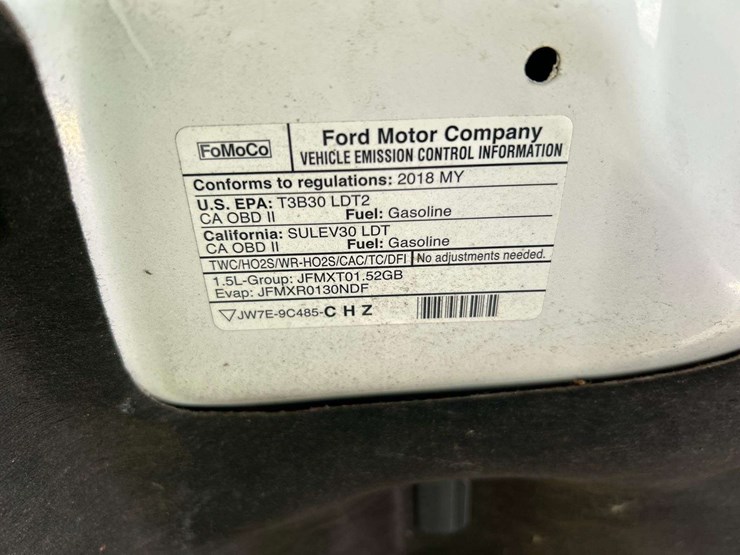 FoMoCo
Ford Motor Company
VEHICLE EMISSION CONTROL INFORMATION
Conforms to regulations: 2018 MY
U.S. EPA: T3B30 LDT2
CA OBD II Fuel: Gasoline
California: SULEV30 LDT
CA OBD II Fuel: Gasoline
TWC/HO2S/WR-HO2S/CAC/TC/DFI No adjustments needed.
1.5L-Group: JFMXT01.52GB
Evap: JFMXR0130NDF
JW7E-9C485-C H Z